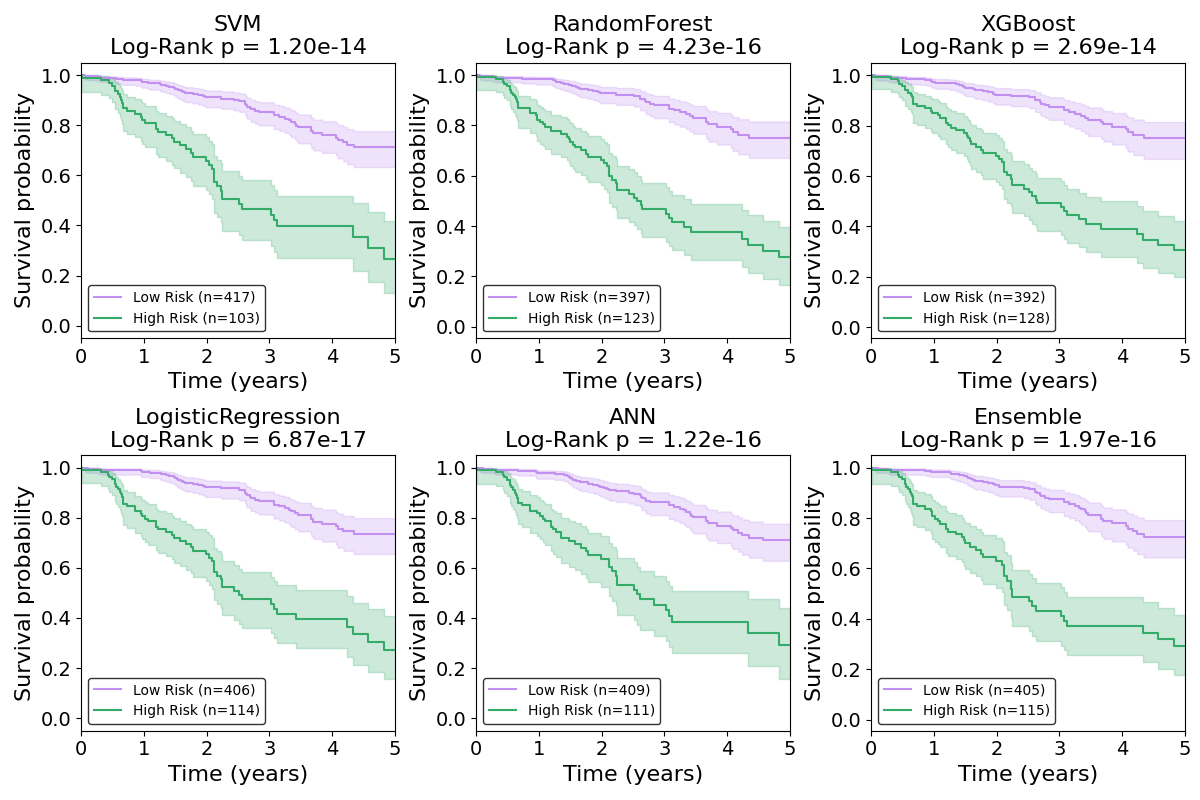 SVM
Log-Rank p = 1.20e-14
Survival probability
1.0
0.8
0.6
0.4
0.2
0.0
Low Risk (n=417)
High Risk (n=103)
0 1 2 3 4 5
Time (years)
RandomForest
Log-Rank p = 4.23e-16
Survival probability
1.0
0.8
0.6
0.4
0.2
0.0
Low Risk (n=397)
High Risk (n=123)
0 1 2 3 4 5
Time (years)
XGBoost
Log-Rank p = 2.69e-14
Survival probability
1.0
0.8
0.6
0.4
0.2
0.0
Low Risk (n=392)
High Risk (n=128)
0 1 2 3 4 5
Time (years)
LogisticRegression
Log-Rank p = 6.87e-17
Survival probability
1.0
0.8
0.6
0.4
0.2
0.0
Low Risk (n=406)
High Risk (n=114)
0 1 2 3 4 5
Time (years)
ANN
Log-Rank p = 1.22e-16
Survival probability
1.0
0.8
0.6
0.4
0.2
0.0
Low Risk (n=409)
High Risk (n=111)
0 1 2 3 4 5
Time (years)
Ensemble
Log-Rank p = 1.97e-16
Survival probability
1.0
0.8
0.6
0.4
0.2
0.0
Low Risk (n=405)
High Risk (n=115)
0 1 2 3 4 5
Time (years)